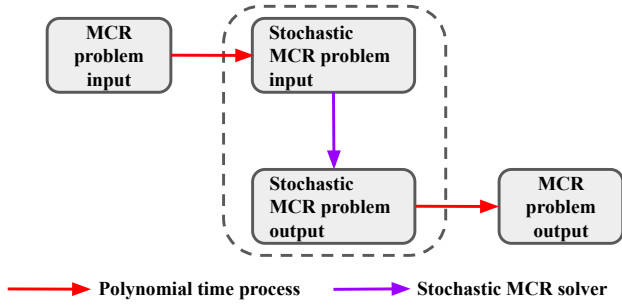 MCR
problem
input
Stochastic
MCR problem
input
Stochastic
MCR problem
output
MCR
problem
output
Polynomial time process
Stochastic MCR solver